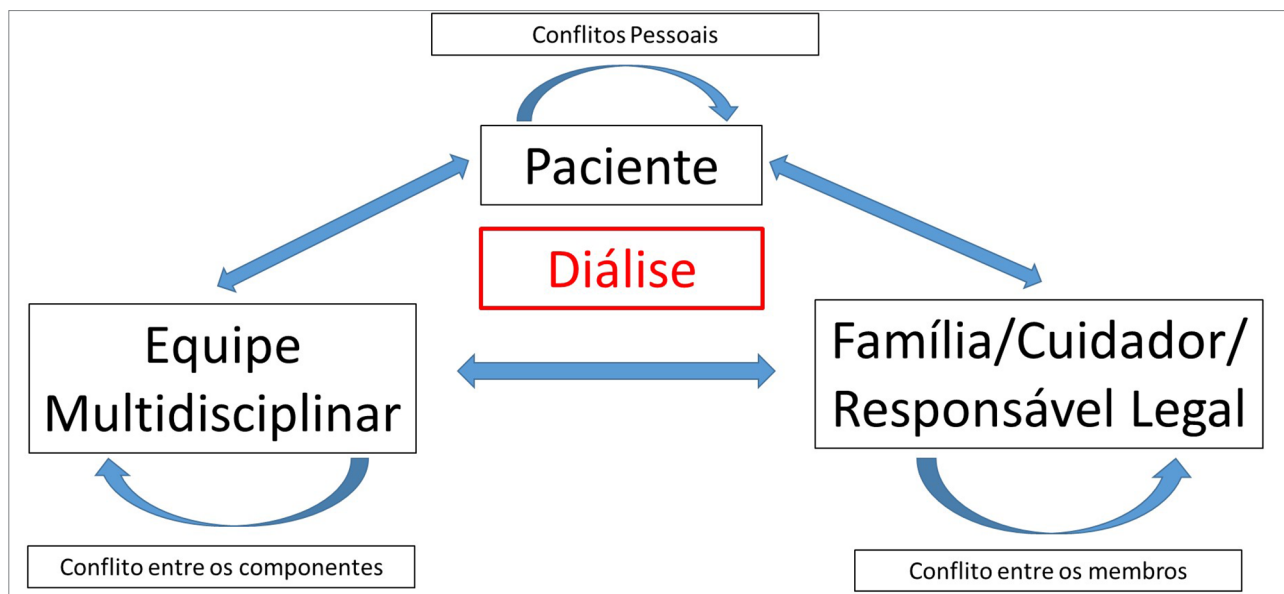 Conflitos Pessoais
Paciente
Diálise
Equipe
Multidisciplinar
Família/Cuidador/
Responsável Legal
Conflito entre os componentes
Conflito entre os membros